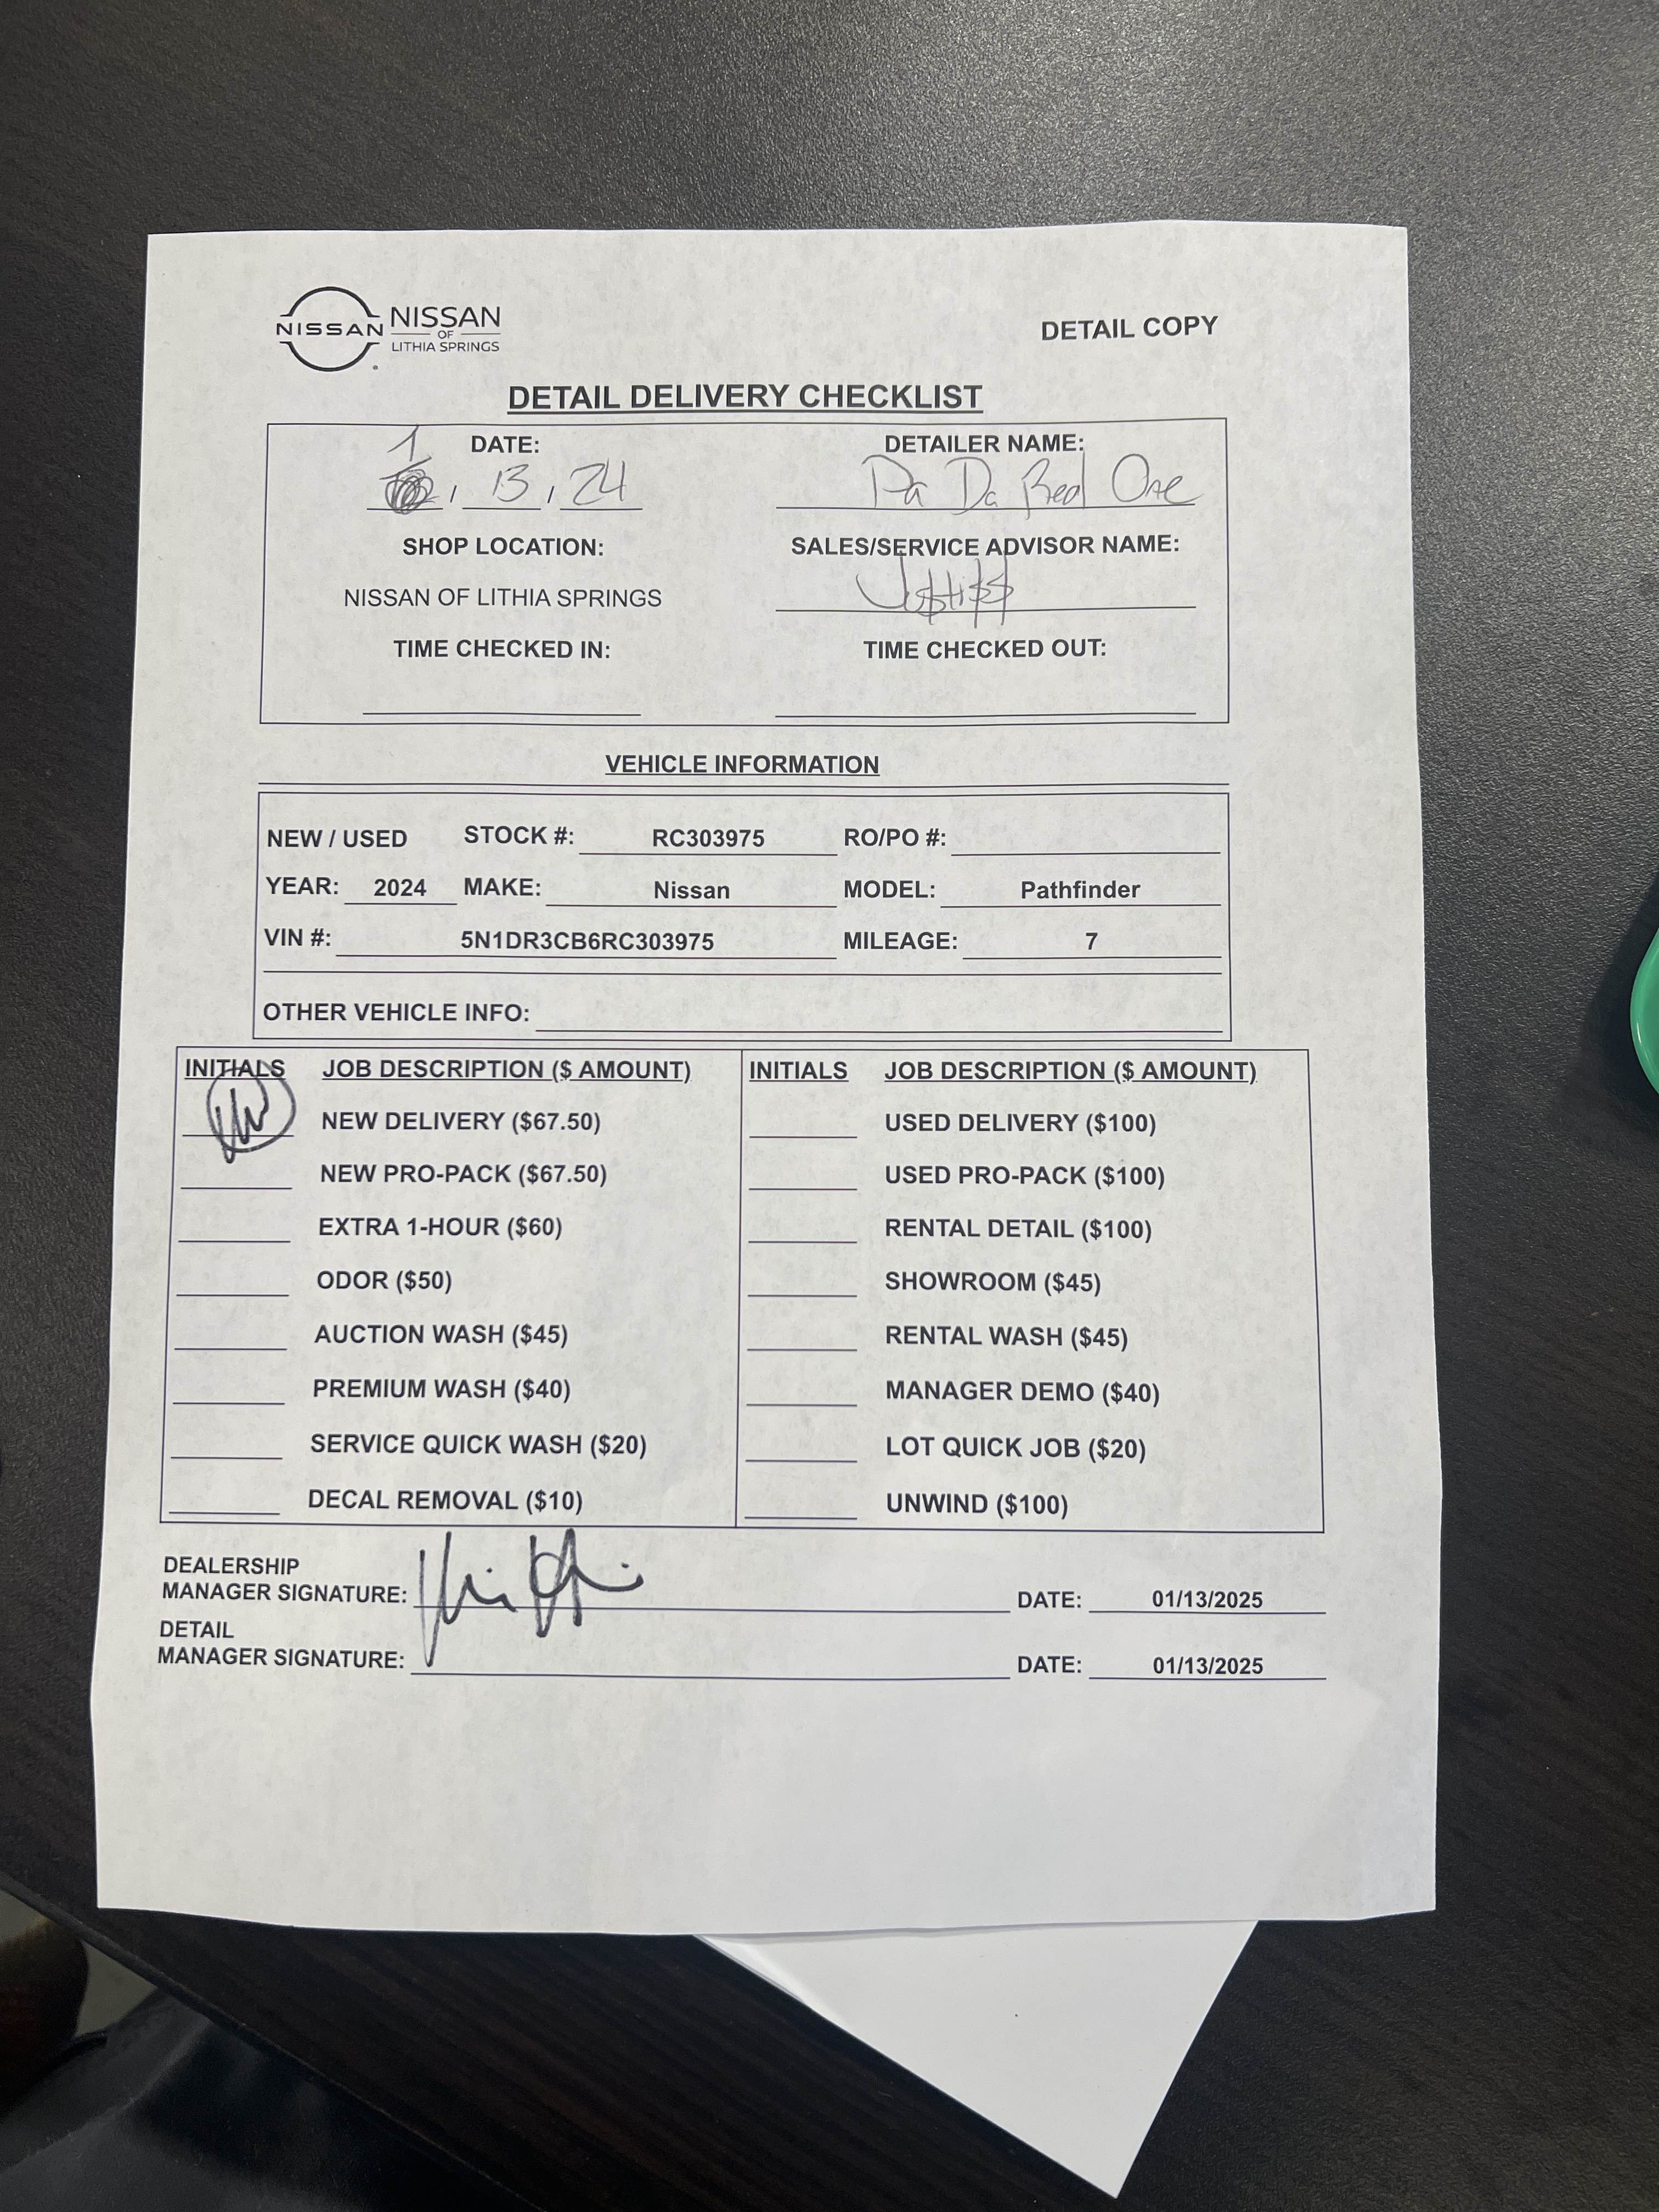 NISSAN NISSAN
OF
LITHIA SPRINGS
DETAIL COPY
DETAIL DELIVERY CHECKLIST
DATE: DETAILER NAME:
1, 13, 24 Da Da Real One
SHOP LOCATION: SALES/SERVICE ADVISOR NAME:
NISSAN OF LITHIA SPRINGS Ju$ti$$
TIME CHECKED IN: TIME CHECKED OUT:
VEHICLE INFORMATION
NEW / USED STOCK #: RC303975 RO/PO #:
YEAR: 2024 MAKE: Nissan MODEL: Pathfinder
VIN #: 5N1DR3CB6RC303975 MILEAGE: 7
OTHER VEHICLE INFO:
INITIALS JOB DESCRIPTION ($ AMOUNT) INITIALS JOB DESCRIPTION ($ AMOUNT)
NEW DELIVERY ($67.50) USED DELIVERY ($100)
NEW PRO-PACK ($67.50) USED PRO-PACK ($100)
EXTRA 1-HOUR ($60) RENTAL DETAIL ($100)
ODOR ($50) SHOWROOM ($45)
AUCTION WASH ($45) RENTAL WASH ($45)
PREMIUM WASH ($40) MANAGER DEMO ($40)
SERVICE QUICK WASH ($20) LOT QUICK JOB ($20)
DECAL REMOVAL ($10) UNWIND ($100)
DEALERSHIP
MANAGER SIGNATURE: DATE: 01/13/2025
DETAIL
MANAGER SIGNATURE: DATE: 01/13/2025